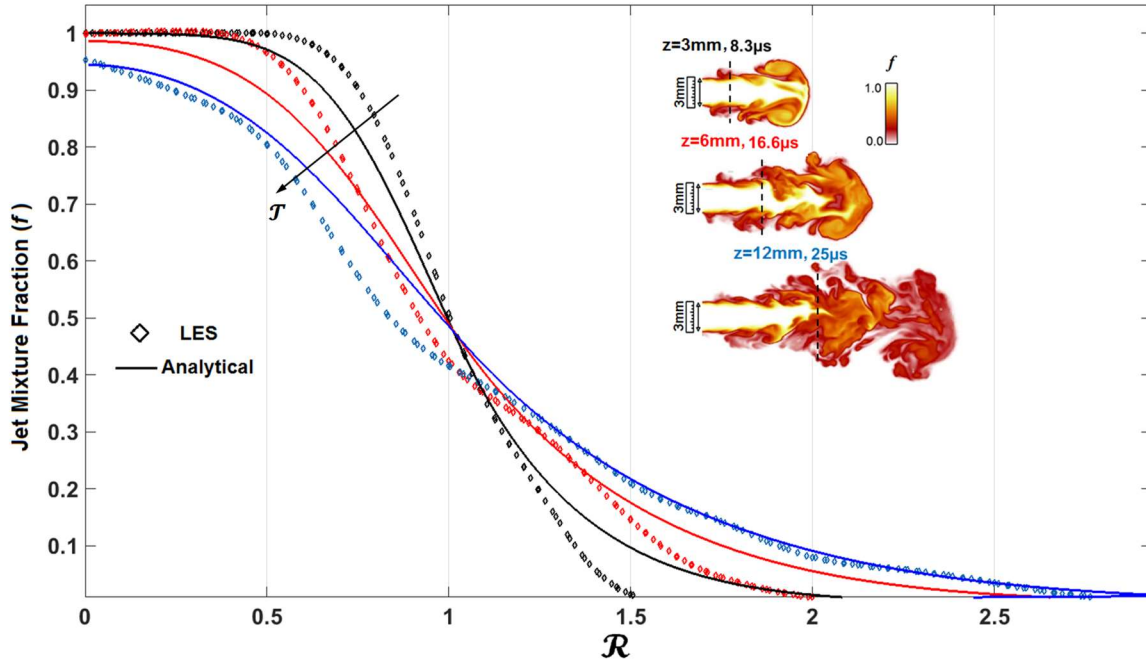 Jet Mixture Fraction (f)
1
0.9
0.8
0.7
0.6
0.5
0.4
0.3
0.2
0.1
0
0.5
1
1.5
2
2.5
ℛ
𝒯
LES
Analytical
z=3mm, 8.3µs
3mm
z=6mm, 16.6µs
3mm
z=12mm, 25µs
3mm
f
1.0
0.0